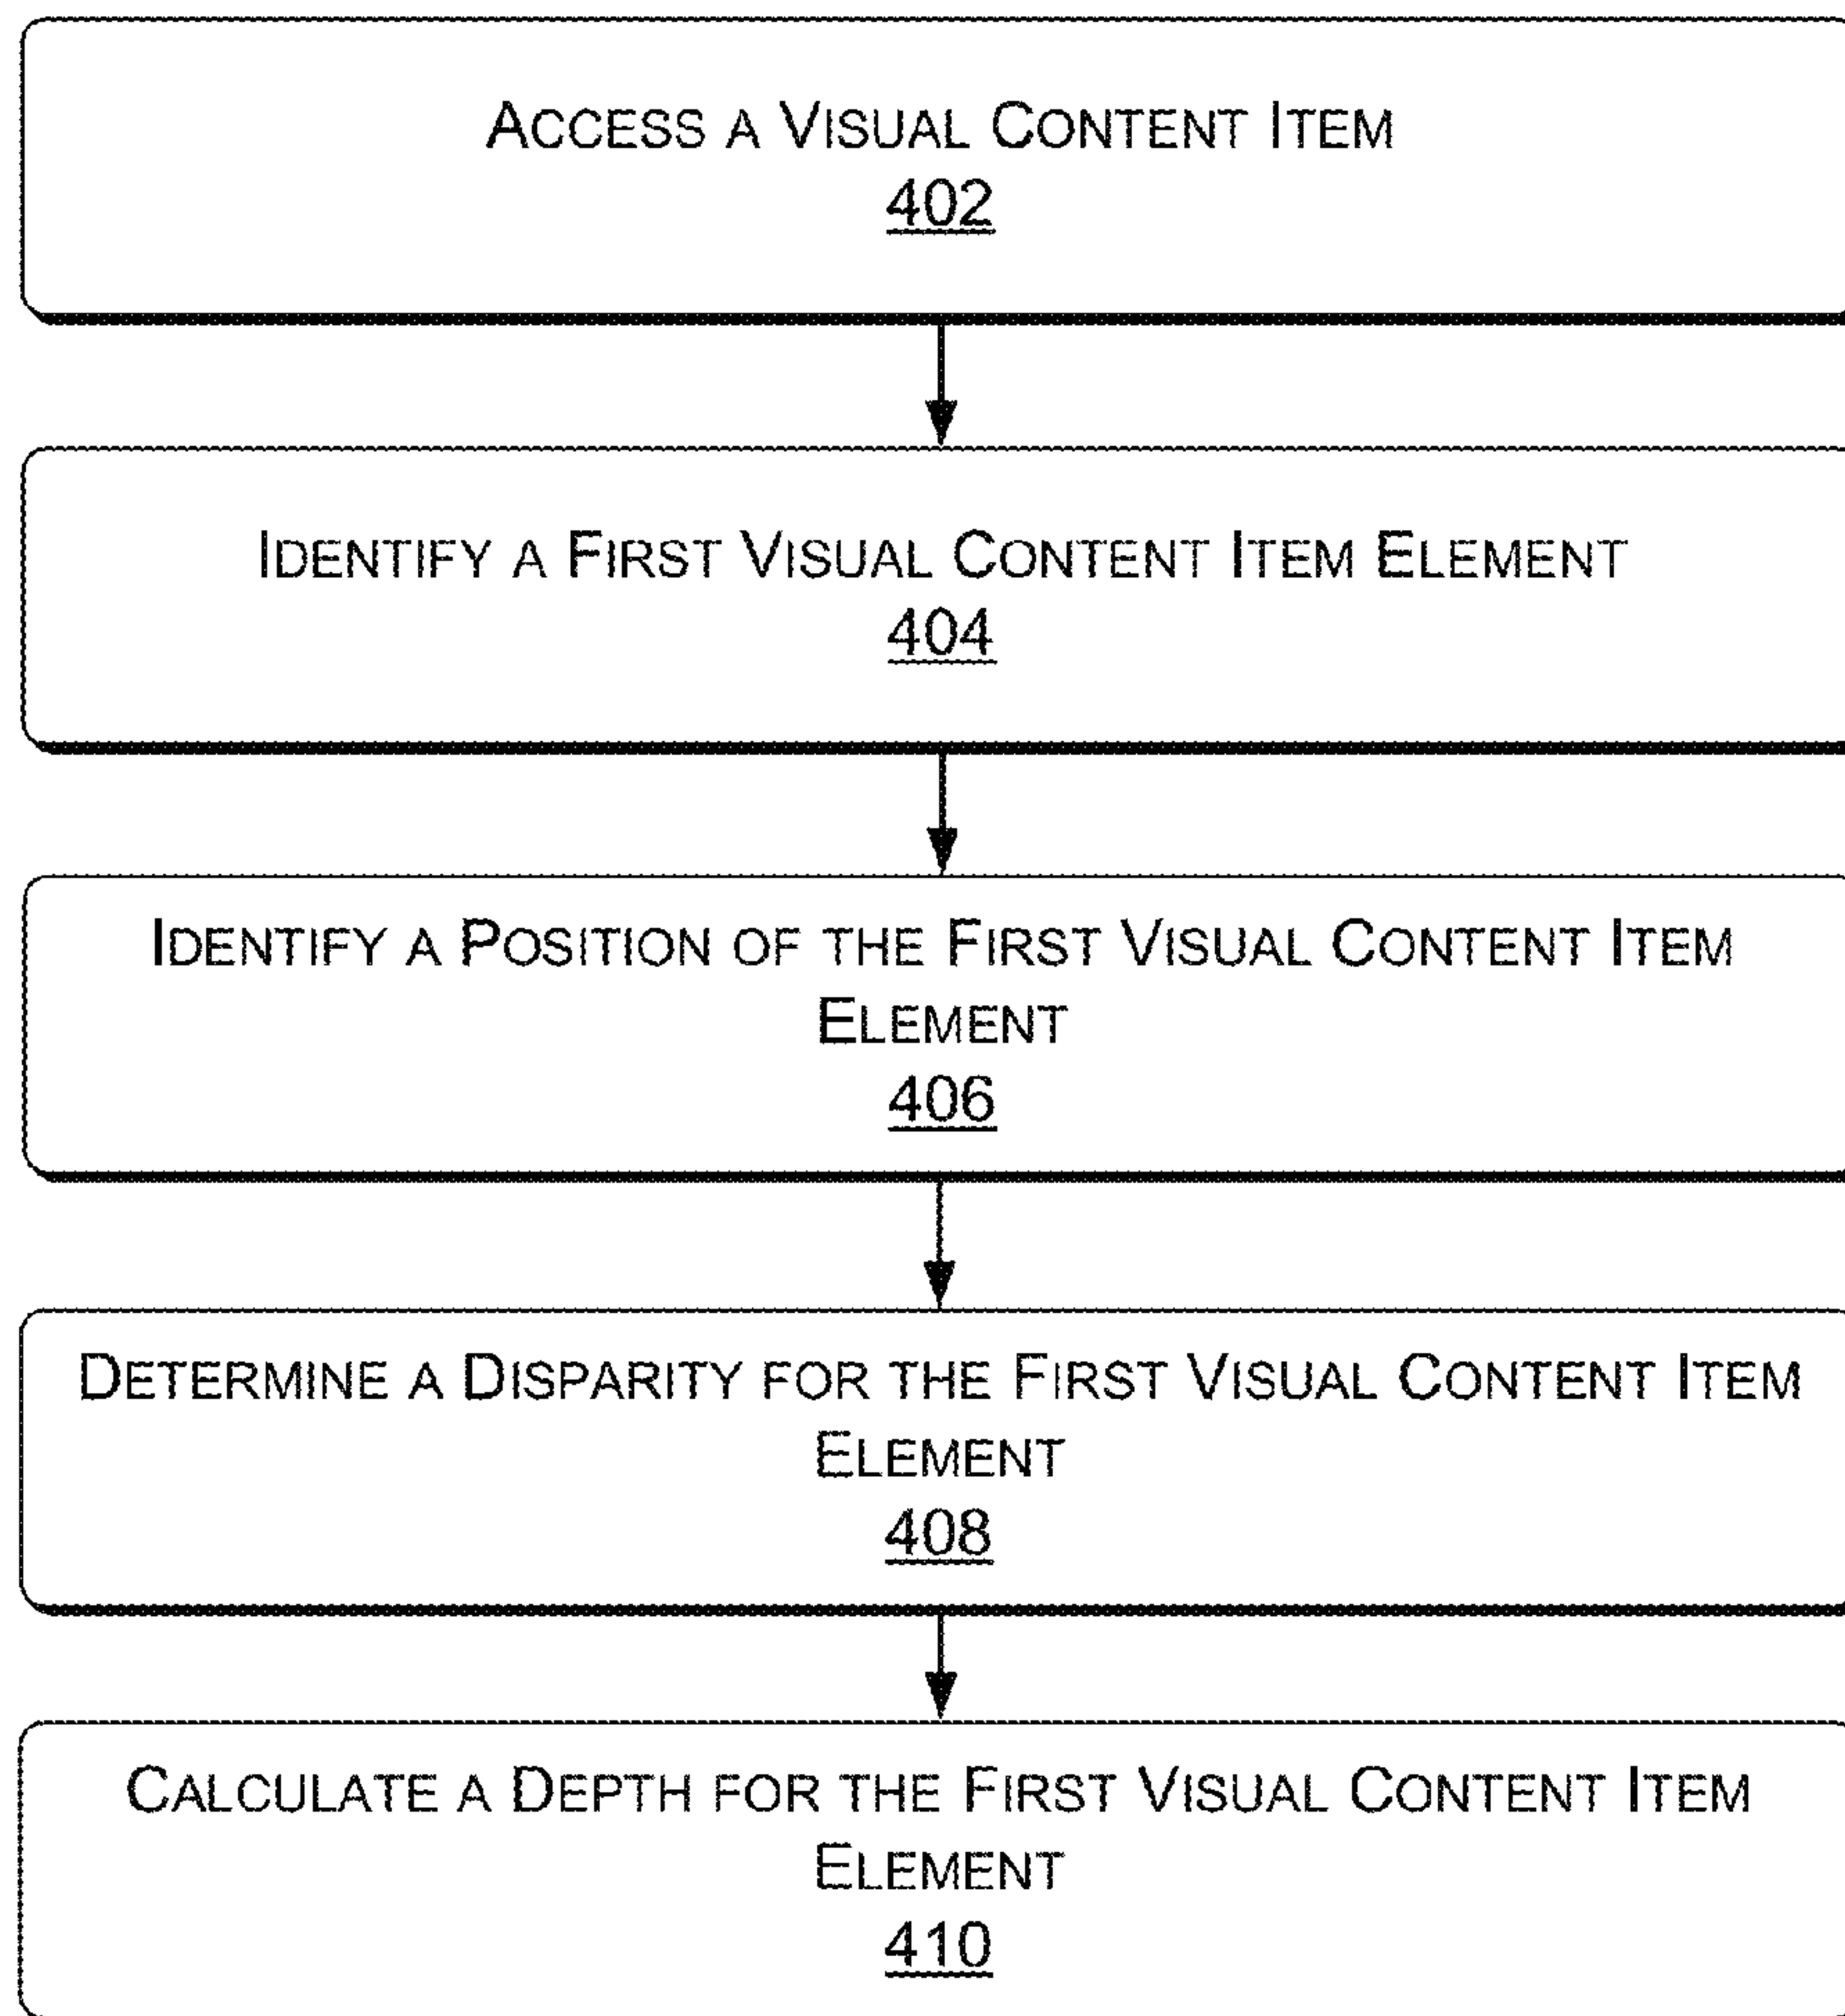 ACCESS A VISUAL CONTENT ITEM
402
IDENTIFY A FIRST VISUAL CONTENT ITEM ELEMENT
404
IDENTIFY A POSITION OF THE FIRST VISUAL CONTENT ITEM
ELEMENT
406
DETERMINE A DISPARITY FOR THE FIRST VISUAL CONTENT ITEM
ELEMENT
408
CALCULATE A DEPTH FOR THE FIRST VISUAL CONTENT ITEM
ELEMENT
410